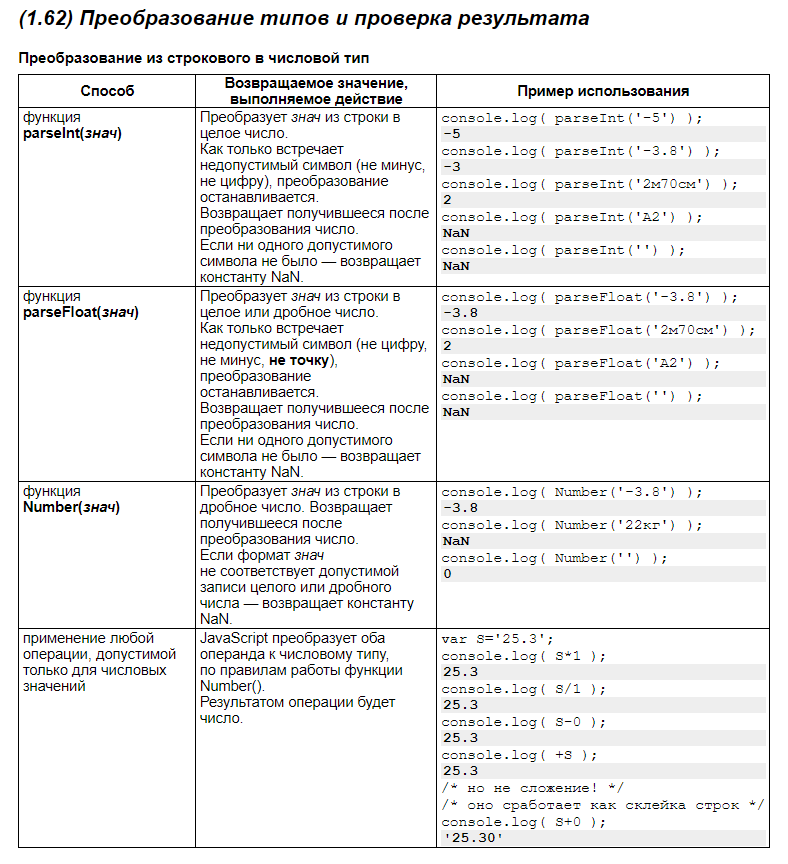 (1.62) Преобразование типов и проверка результата
Преобразование из строкового в числовой тип
Способ
Возвращаемое значение,
выполняемое действие
Пример использования
функция
parseInt(знач)
Преобразует знач из строки в
целое число.
Как только встречает
недопустимый символ (не минус,
не цифру), преобразование
останавливается.
Возвращает получившееся после
преобразования число.
Если ни одного допустимого
символа не было — возвращает
константу NaN.
console.log( parseInt('-5') );
-5
console.log( parseInt('-3.8') );
-3
console.log( parseInt('2м70см') );
2
console.log( parseInt('A2') );
NaN
console.log( parseInt('') );
NaN
функция
parseFloat(знач)
Преобразует знач из строки в
целое или дробное число.
Как только встречает
недопустимый символ (не цифру,
не минус, не точку),
преобразование
останавливается.
Возвращает получившееся после
преобразования число.
Если ни одного допустимого
символа не было — возвращает
константу NaN.
console.log( parseFloat('-3.8') );
-3.8
console.log( parseFloat('2м70см') );
2
console.log( parseFloat('A2') );
NaN
console.log( parseFloat('') );
NaN
функция
Number(знач)
Преобразует знач из строки в
дробное число. Возвращает
получившееся после
преобразования число.
Если формат знач
не соответствует допустимой
записи целого или дробного
числа — возвращает константу
NaN.
console.log( Number('-3.8') );
-3.8
console.log( Number('22кг') );
NaN
console.log( Number('') );
0
применение любой
операции, допустимой
только для числовых
значений
JavaScript преобразует оба
операнда к числовому типу,
по правилам работы функции
Number().
Результатом операции будет
число.
var S='25.3';
console.log( S*1 );
25.3
console.log( S/1 );
25.3
console.log( S-0 );
25.3
console.log( +S );
25.3
/* но не сложение! */
/* оно сработает как склейка строк */
console.log( S+0 );
'25.30'